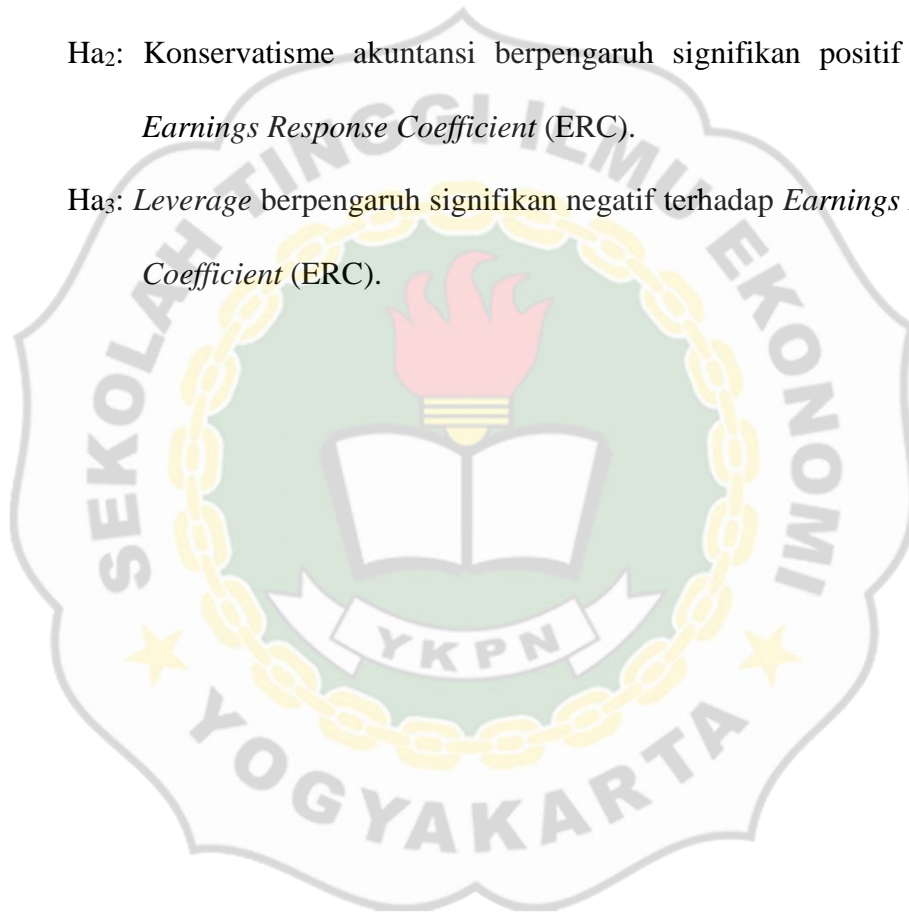 Ha₂: Konservatisme akuntansi berpengaruh signifikan positif
Earnings Response Coefficient (ERC).
Ha₃: Leverage berpengaruh signifikan negatif terhadap Earnings
Coefficient (ERC).
SEKOLAH TINGGI ILMU EKONOMI
YKPN
YOGYAKARTA